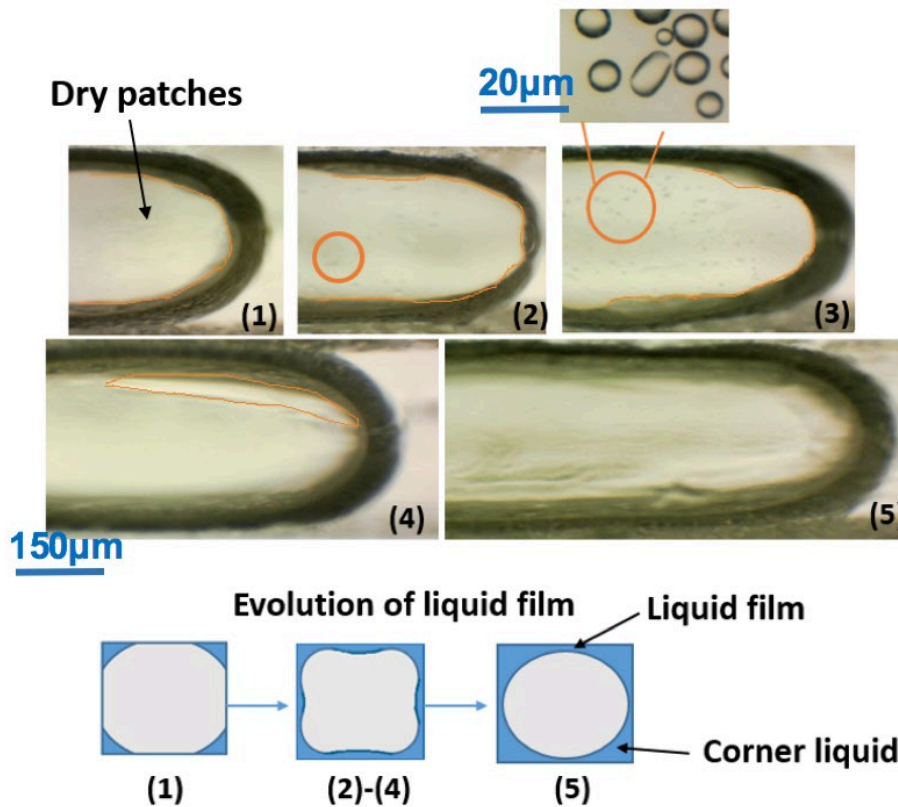 20µm
Dry patches
(1)
(2)
(3)
(4)
(5)
150µm
Evolution of liquid film
Liquid film
Corner liquid
(1)
(2)-(4)
(5)